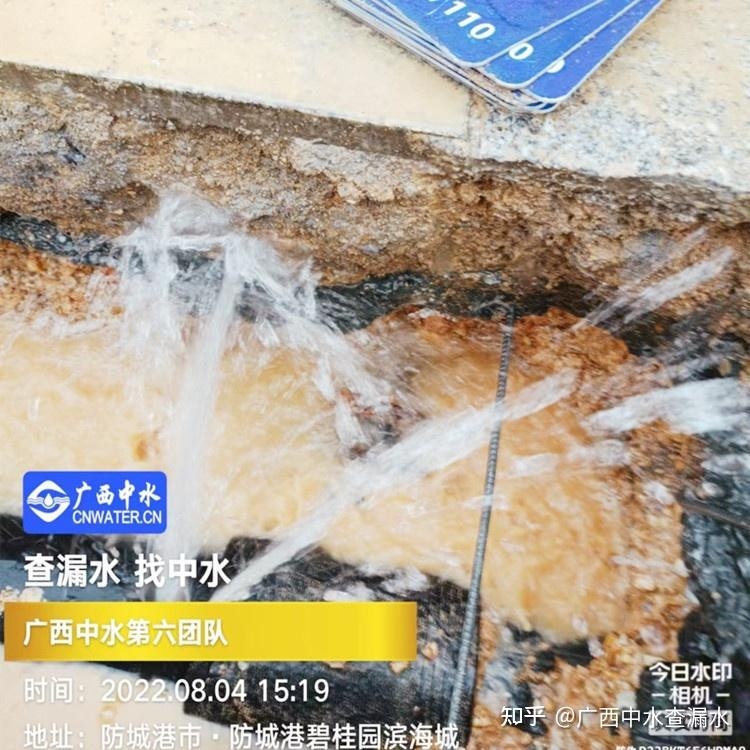 110
广西中水
CNWATER.CN
查漏水 找中水
广西中水第六团队
时间：2022.08.04 15:19
地址：防城港市·防城港碧桂园滨海城
今日水印
-相机-
知乎 @广西中水查漏水